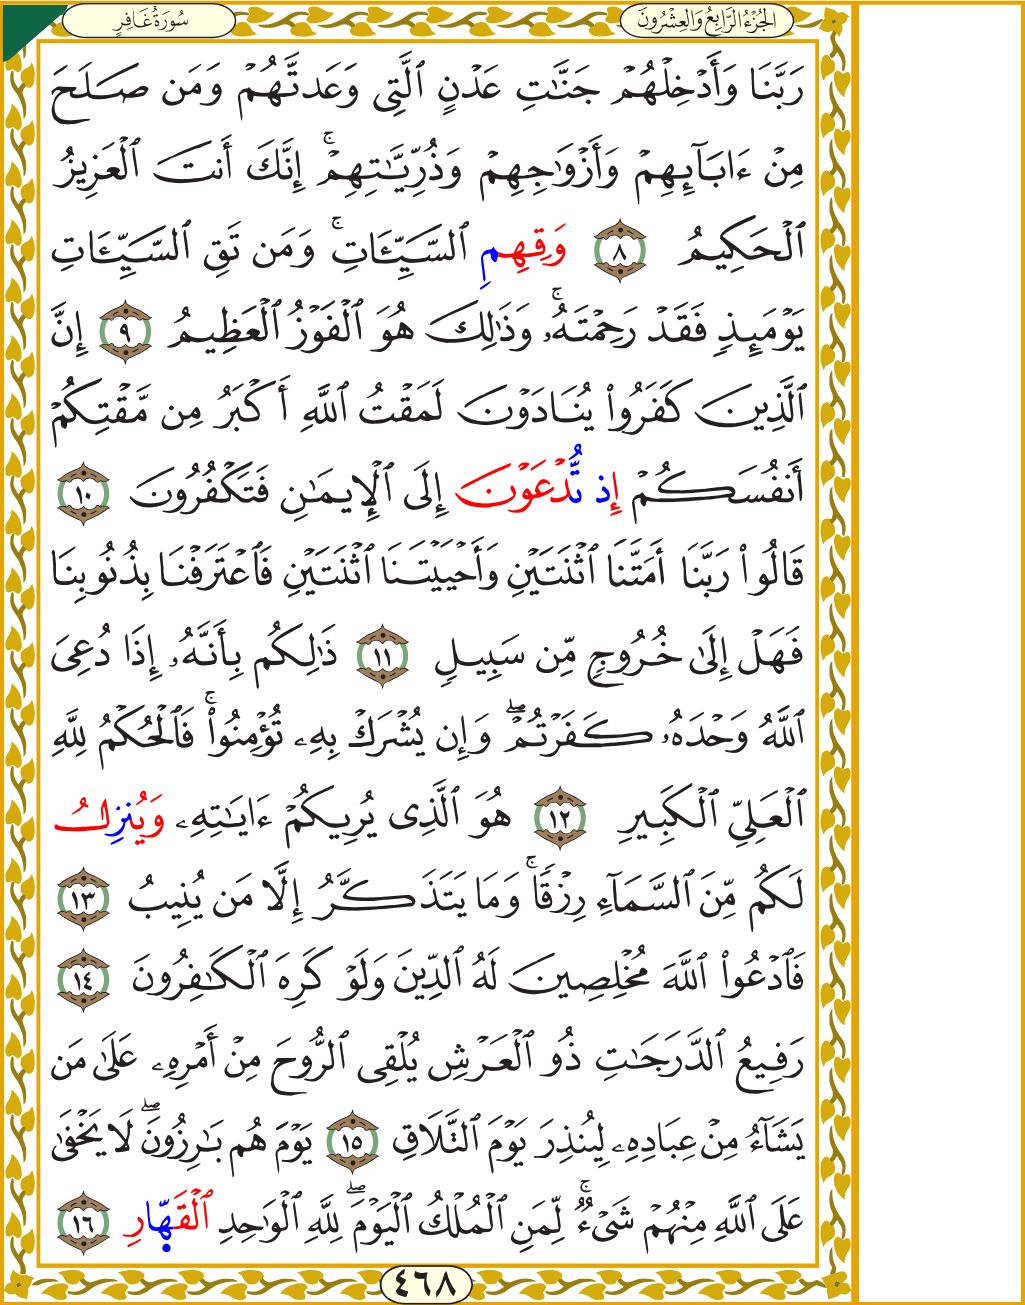 الجُزْءُ الرَّابِعُ وَالعِشْرُونَ
سُورَةُ غَافِرٍ
رَبَّنَا وَأَدْخِلْهُمْ جَنَّٰتِ عَدْنٍ ٱلَّتِى وَعَدتَّهُمْ وَمَن صَلَحَ
مِنْ ءَابَآئِهِمْ وَأَزْوَٰجِهِمْ وَذُرِّيَّٰتِهِمْۚ إِنَّكَ أَنتَ ٱلْعَزِيزُ
ٱلْحَكِيمُ ٨ وَقِهِمِ ٱلسَّيِّـَٔاتِۚ وَمَن تَقِ ٱلسَّيِّـَٔاتِ
يَوْمَئِذٍ فَقَدْ رَحِمْتَهُۥۚ وَذَٰلِكَ هُوَ ٱلْفَوْزُ ٱلْعَظِيمُ ٩ إِنَّ
ٱلَّذِينَ كَفَرُوا۟ يُنَادَوْنَ لَمَقْتُ ٱللَّهِ أَكْبَرُ مِن مَّقْتِكُمْ
أَنفُسَكُمْ إِذ تُّدْعَوْنَ إِلَى ٱلْإِيمَٰنِ فَتَكْفُرُونَ ١٠
قَالُوا۟ رَبَّنَا أَمَتَّنَا ٱثْنَتَيْنِ وَأَحْيَيْتَنَا ٱثْنَتَيْنِ فَٱعْتَرَفْنَا بِذُنُوبِنَا
فَهَلْ إِلَىٰ خُرُوجٍ مِّن سَبِيلٍ ١١ ذَٰلِكُم بِأَنَّهُۥ إِذَا دُعِىَ
ٱللَّهُ وَحْدَهُۥ كَفَرْتُمْۖ وَإِن يُشْرَكْ بِهِۦ تُؤْمِنُوا۟ۚ فَٱلْحُكْمُ لِلَّهِ
ٱلْعَلِىِّ ٱلْكَبِيرِ ١٢ هُوَ ٱلَّذِى يُرِيكُمْ ءَايَٰتِهِۦ وَيُنزِلُ
لَكُم مِّنَ ٱلسَّمَآءِ رِزْقًاۚ وَمَا يَتَذَكَّرُ إِلَّا مَن يُنِيبُ ١٣
فَٱدْعُوا۟ ٱللَّهَ مُخْلِصِينَ لَهُ ٱلدِّينَ وَلَوْ كَرِهَ ٱلْكَٰفِرُونَ ١٤
رَفِيعُ ٱلدَّرَجَٰتِ ذُو ٱلْعَرْشِ يُلْقِى ٱلرُّوحَ مِنْ أَمْرِهِۦ عَلَىٰ مَن
يَشَآءُ مِنْ عِبَادِهِۦ لِيُنذِرَ يَوْمَ ٱلتَّلَاقِ ١٥ يَوْمَ هُم بَٰرِزُونَۖ لَا يَخْفَىٰ
عَلَى ٱللَّهِ مِنْهُمْ شَىْءٌۚ لِّمَنِ ٱلْمُلْكُ ٱلْيَوْمَۖ لِلَّهِ ٱلْوَٰحِدِ ٱلْقَهَّارِ ١٦
٤٦٨